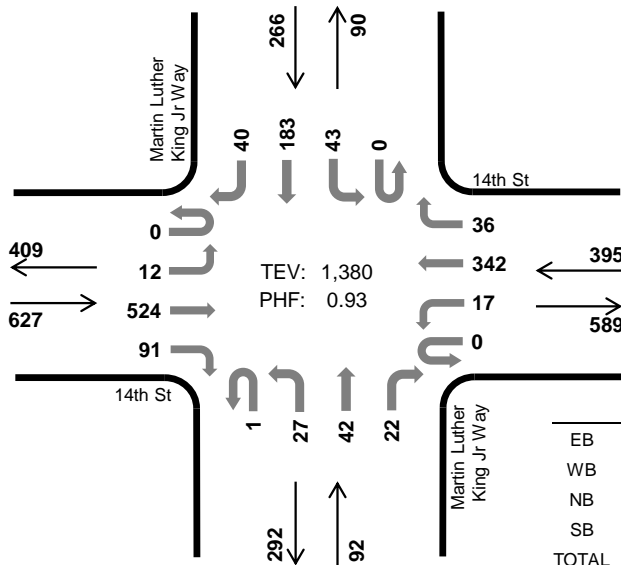 266
90
Martin Luther
King Jr Way
40
183
43
0
14th St
0
36
409
12
TEV: 1,380
342
395
627
524
PHF: 0.93
17
589
91
0
14th St
1
27
42
22
Martin Luther
King Jr Way
EB
WB
NB
SB
TOTAL
292
92